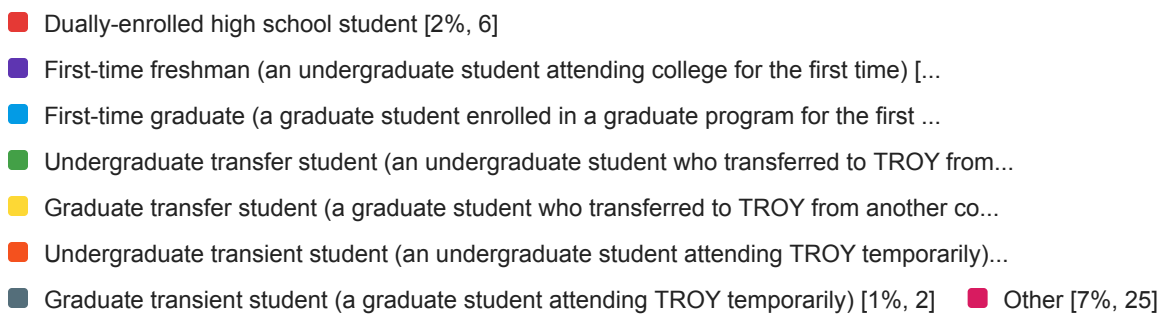 Dually-enrolled high school student [2%, 6]
First-time freshman (an undergraduate student attending college for the first time) [...
First-time graduate (a graduate student enrolled in a graduate program for the first ...
Undergraduate transfer student (an undergraduate student who transferred to TROY from...
Graduate transfer student (a graduate student who transferred to TROY from another co...
Undergraduate transient student (an undergraduate student attending TROY temporarily)...
Graduate transient student (a graduate student attending TROY temporarily) [1%, 2] Other [7%, 25]